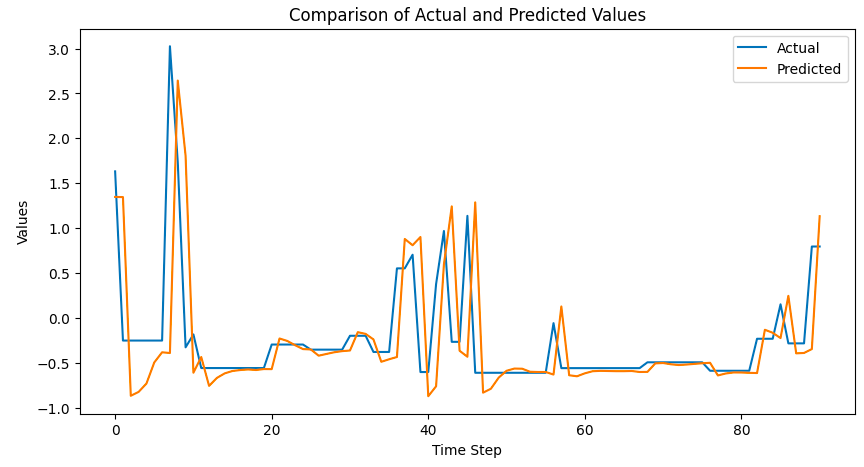 Comparison of Actual and Predicted Values
Actual
Predicted
3.0
2.5
2.0
1.5
1.0
0.5
0.0
−0.5
−1.0
Values
0 20 40 60 80
Time Step